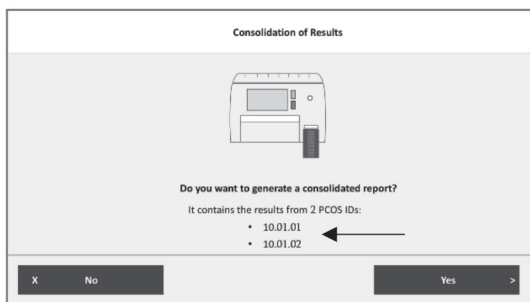 Consolidation of Results
Do you want to generate a consolidated report?
It contains the results from 2 PCOS IDs:
• 10.01.01
• 10.01.02
X No Yes >